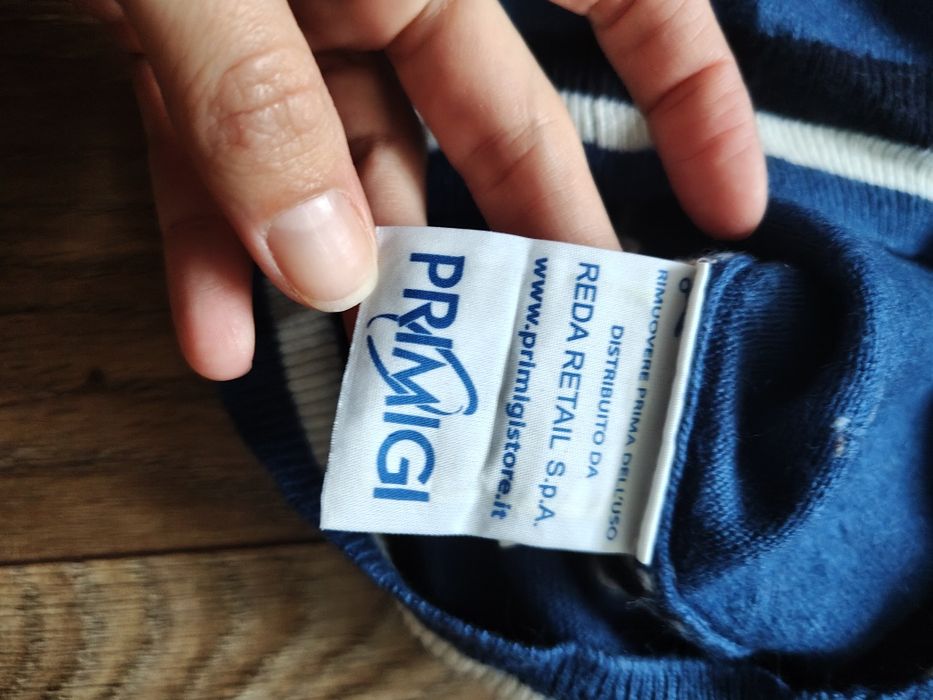 RIMUOVERE PRIMA DELL'USO
DISTRIBUITO DA
REDA RETAIL S.p.A.
www.primigistore.it
PRIMIGI